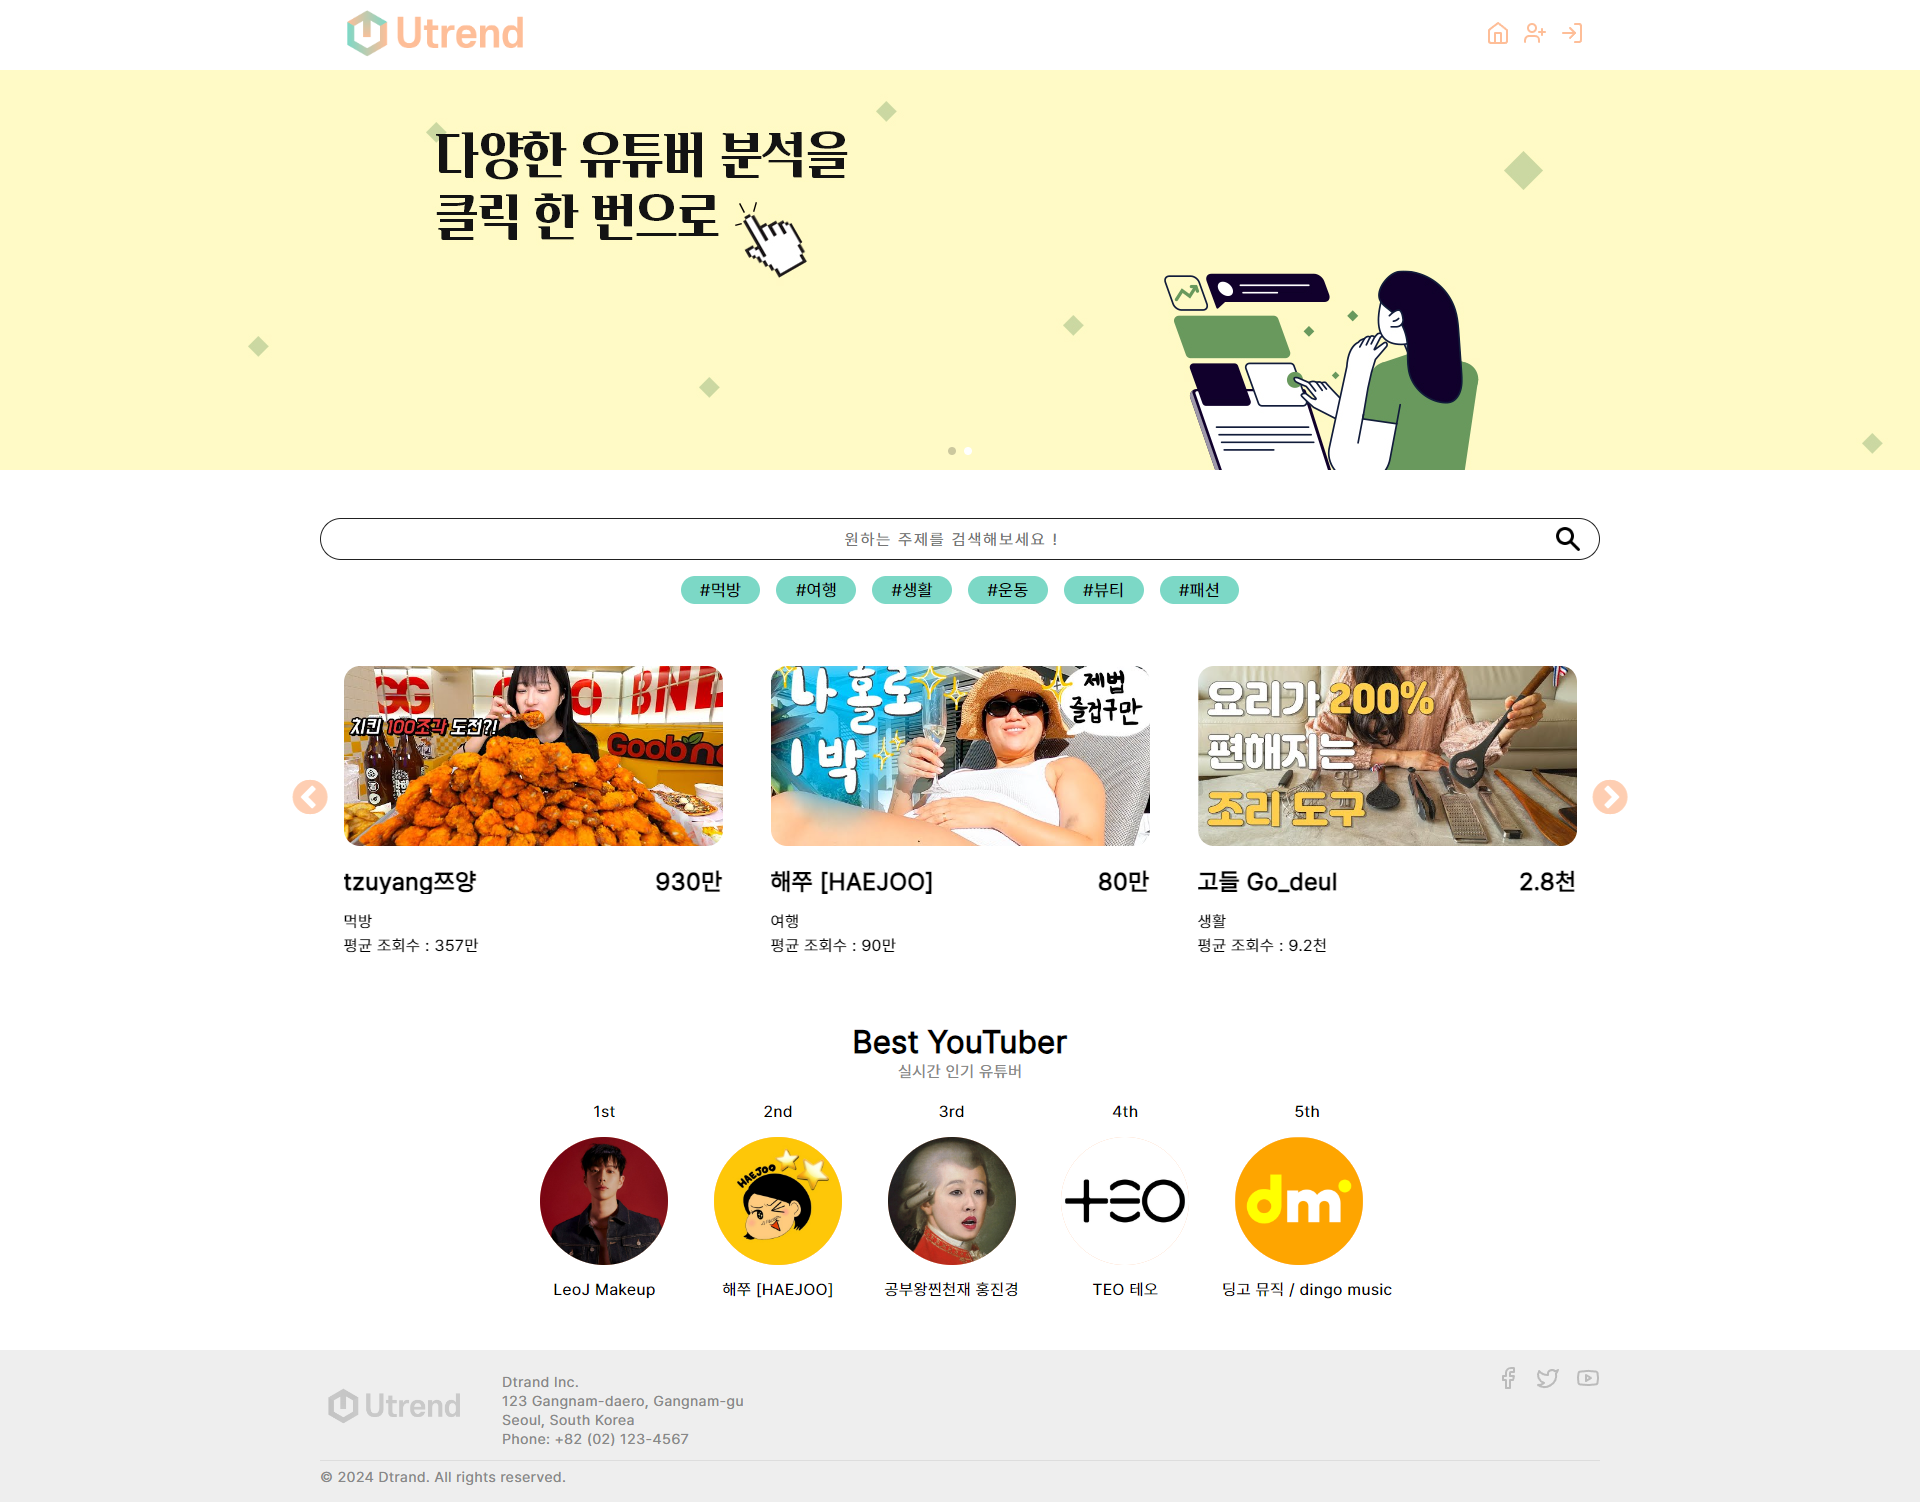 Utrend
다양한 유튜버 분석을
클릭 한 번으로
원하는 주제를 검색해보세요 !
#먹방
#여행
#생활
#운동
#뷰티
#패션
GG
BNE
치킨 100조각 도전?!
Goobne
나 홀로
1박
제법
즐겁구만
요리가 200%
편해지는
조리 도구
tzuyang쯔양
930만
먹방
평균 조회수 : 357만
해쭈 [HAEJOO]
80만
여행
평균 조회수 : 90만
고들 Go_deul
2.8천
생활
평균 조회수 : 9.2천
Best YouTuber
실시간 인기 유튜버
1st
2nd
3rd
4th
5th
HAEJOO
TEO
dm
LeoJ Makeup
해쭈 [HAEJOO]
공부왕찐천재 홍진경
TEO 테오
딩고 뮤직 / dingo music
Utrend
Dtrand Inc.
123 Gangnam-daero, Gangnam-gu
Seoul, South Korea
Phone: +82 (02) 123-4567
© 2024 Dtrand. All rights reserved.